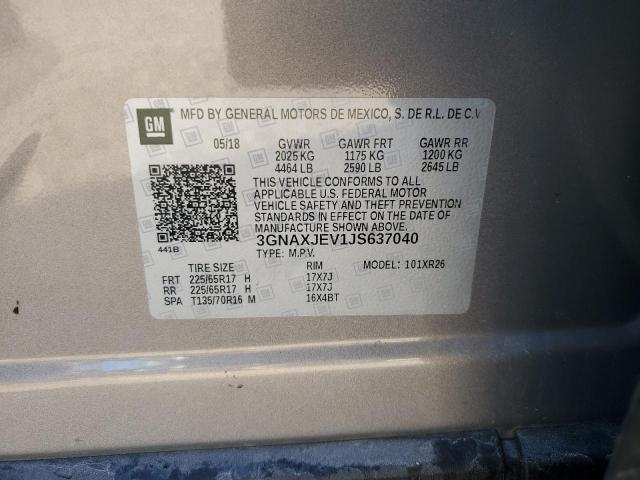 GM
MFD BY GENERAL MOTORS DE MEXICO, S. DE R.L. DE C.V
05/18 GVWR GAWR FRT GAWR RR
2025 KG 1175 KG 1200 KG
4464 LB 2590 LB 2645 LB
THIS VEHICLE CONFORMS TO ALL
APPLICABLE U.S. FEDERAL MOTOR
VEHICLE SAFETY AND THEFT PREVENTION
STANDARDS IN EFFECT ON THE DATE OF
MANUFACTURE SHOWN ABOVE.
441B 3GNAXJEV1JS637040
TYPE: M.P.V.
TIRE SIZE RIM MODEL: 101XR26
FRT 225/65R17 H 17X7J
RR 225/65R17 H 17X7J
SPA T135/70R16 M 16X4BT